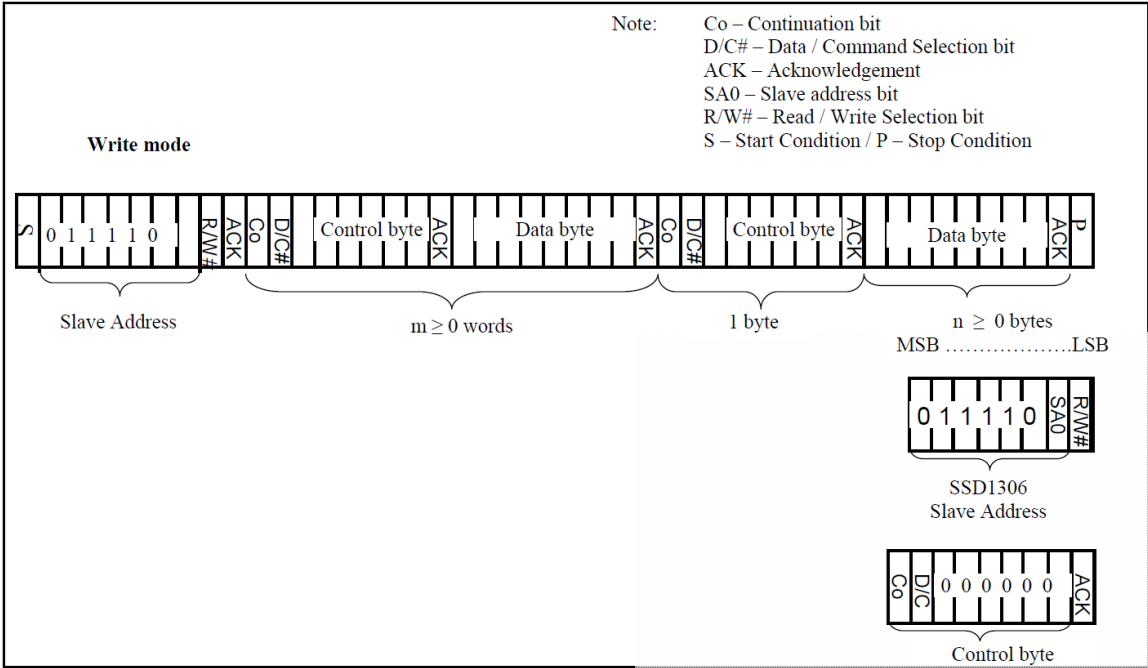 Note: Co – Continuation bit
D/C# – Data / Command Selection bit
ACK – Acknowledgement
SA0 – Slave address bit
R/W# – Read / Write Selection bit
S – Start Condition / P – Stop Condition
Write mode
S 0 1 1 1 1 0 R/W# ACK Co D/C# Control byte ACK Data byte ACK Co D/C# Control byte ACK Data byte ACK P
Slave Address
m ≥ 0 words
1 byte
n ≥ 0 bytes
MSB ………………….LSB
0 1 1 1 1 0 SA0 R/W#
SSD1306
Slave Address
Co D/C 0 0 0 0 0 0 ACK
Control byte